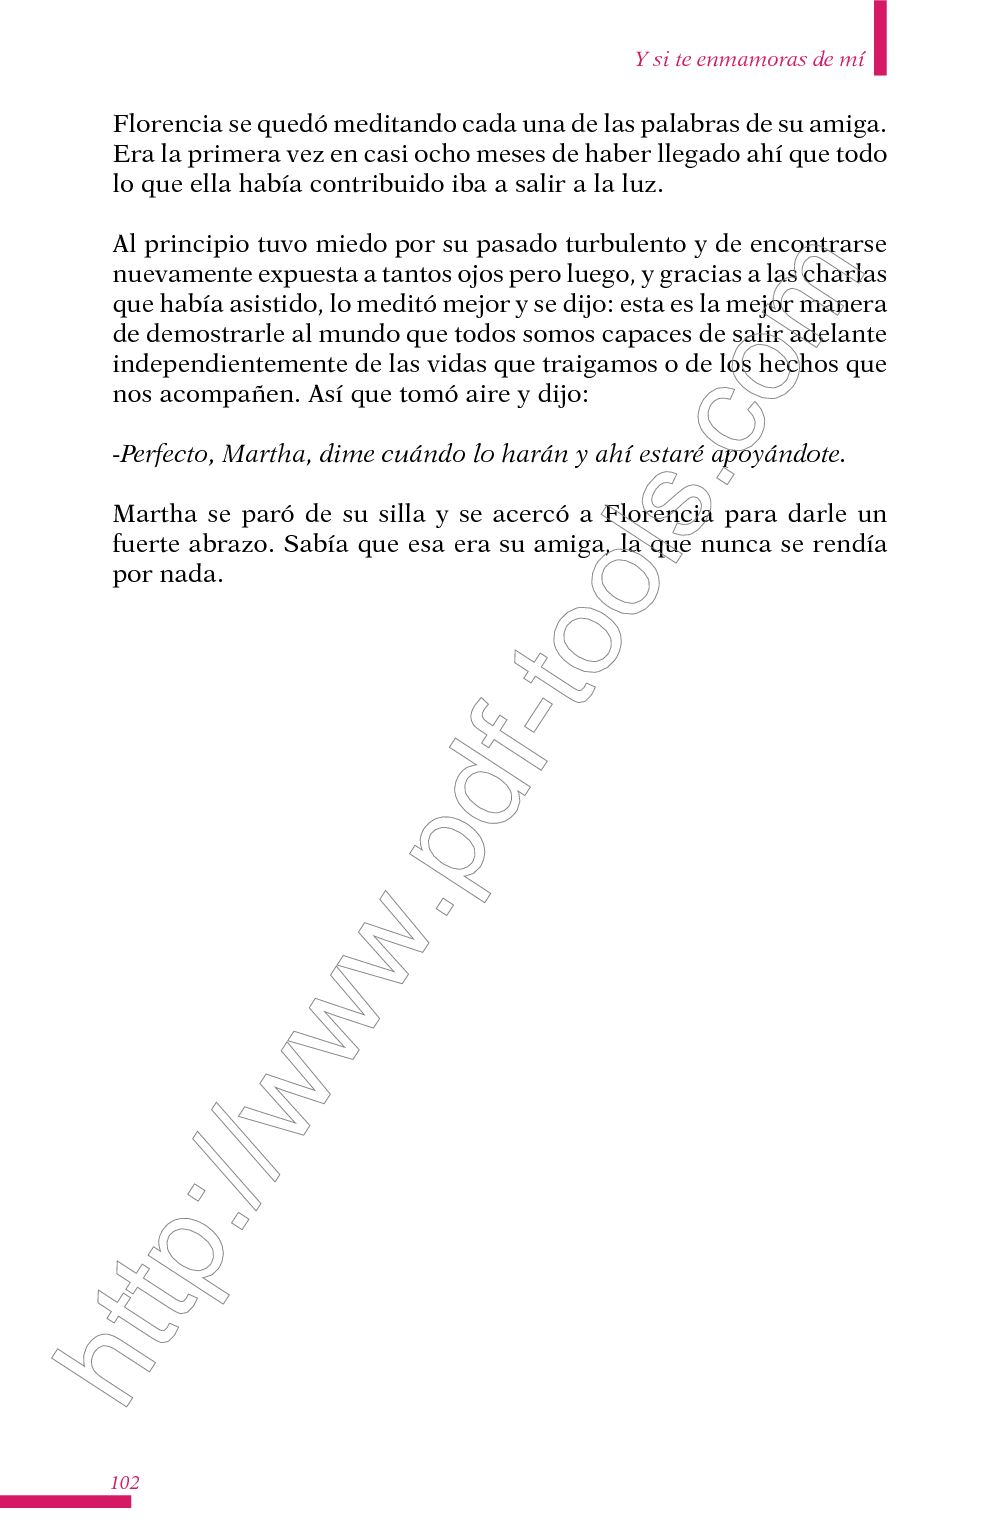 Y si te enmamoras de mí
Florencia se quedó meditando cada una de las palabras de su amiga.
Era la primera vez en casi ocho meses de haber llegado ahí que todo
lo que ella había contribuido iba a salir a la luz.
Al principio tuvo miedo por su pasado turbulento y de encontrarse
nuevamente expuesta a tantos ojos pero luego, y gracias a las charlas
que había asistido, lo meditó mejor y se dijo: esta es la mejor manera
de demostrarle al mundo que todos somos capaces de salir adelante
independientemente de las vidas que traigamos o de los hechos que
nos acompañen. Así que tomó aire y dijo:
-Perfecto, Martha, dime cuándo lo harán y ahí estaré apoyándote.
Martha se paró de su silla y se acercó a Florencia para darle un
fuerte abrazo. Sabía que esa era su amiga, la que nunca se rendía
por nada.
http://www.pdf-tools.com
102